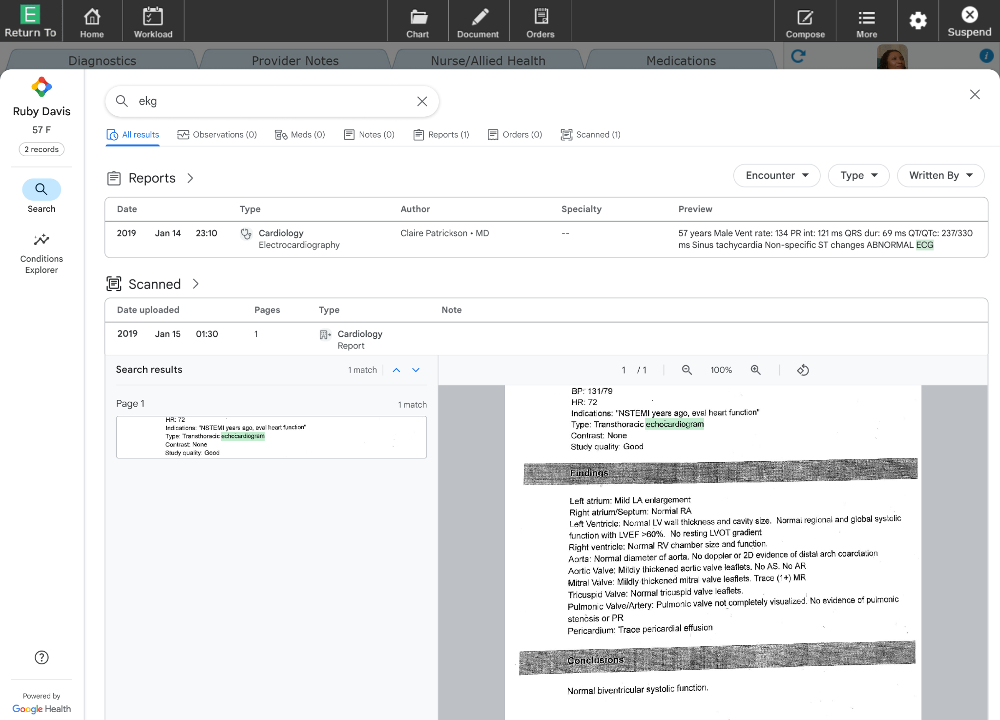 E
Return To
Home
Workload
Chart
Document
Orders
Compose
More
Suspend
Diagnostics
Provider Notes
Nurse/Allied Health
Medications
i
Ruby Davis
57 F
2 records
Search
Conditions
Explorer
?
Powered by
Google Health
ekg
All results
Observations (0)
Meds (0)
Notes (0)
Reports (1)
Orders (0)
Scanned (1)
Reports
Encounter
Type
Written By
Date Type Author Specialty Preview
2019 Jan 14 23:10 Cardiology Claire Patrickson • MD -- 57 years Male Vent rate: 134 PR int: 121 ms QRS dur: 69 ms QT/QTc: 237/330
Electrocardiography ms Sinus tachycardia Non-specific ST changes ABNORMAL ECG
Scanned
Date uploaded Pages Type Note
2019 Jan 15 01:30 1 Cardiology
Report
Search results 1 match
Page 1 1 match
HR: 72
Indications: "NSTEMI years ago, eval heart function"
Type: Transthoracic echocardiogram
Contrast: None
Study quality: Good
1 / 1 100%
BP: 131/79
HR: 72
Indications: "NSTEMI years ago, eval heart function"
Type: Transthoracic echocardiogram
Contrast: None
Study quality: Good
Findings
Left atrium: Mild LA enlargement
Right atrium/Septum: Normal RA
Left Ventricle: Normal LV wall thickness and cavity size. Normal regional and global systolic
function with LVEF >60%. No resting LVOT gradient
Right ventricle: Normal RV chamber size and function.
Aorta: Normal diameter of aorta. No doppler or 2D evidence of distal arch coarctation
Aortic Valve: Mildly thickened aortic valve leaflets. No AS. No AR
Mitral Valve: Mildly thickened mitral valve leaflets. Trace (1+) MR
Tricuspid Valve: Normal tricuspid valve leaflets.
Pulmonic Valve/Artery: Pulmonic valve not completely visualized. No evidence of pulmonic
stenosis or PR
Pericardium: Trace pericardial effusion
Conclusions
Normal biventricular systolic function.